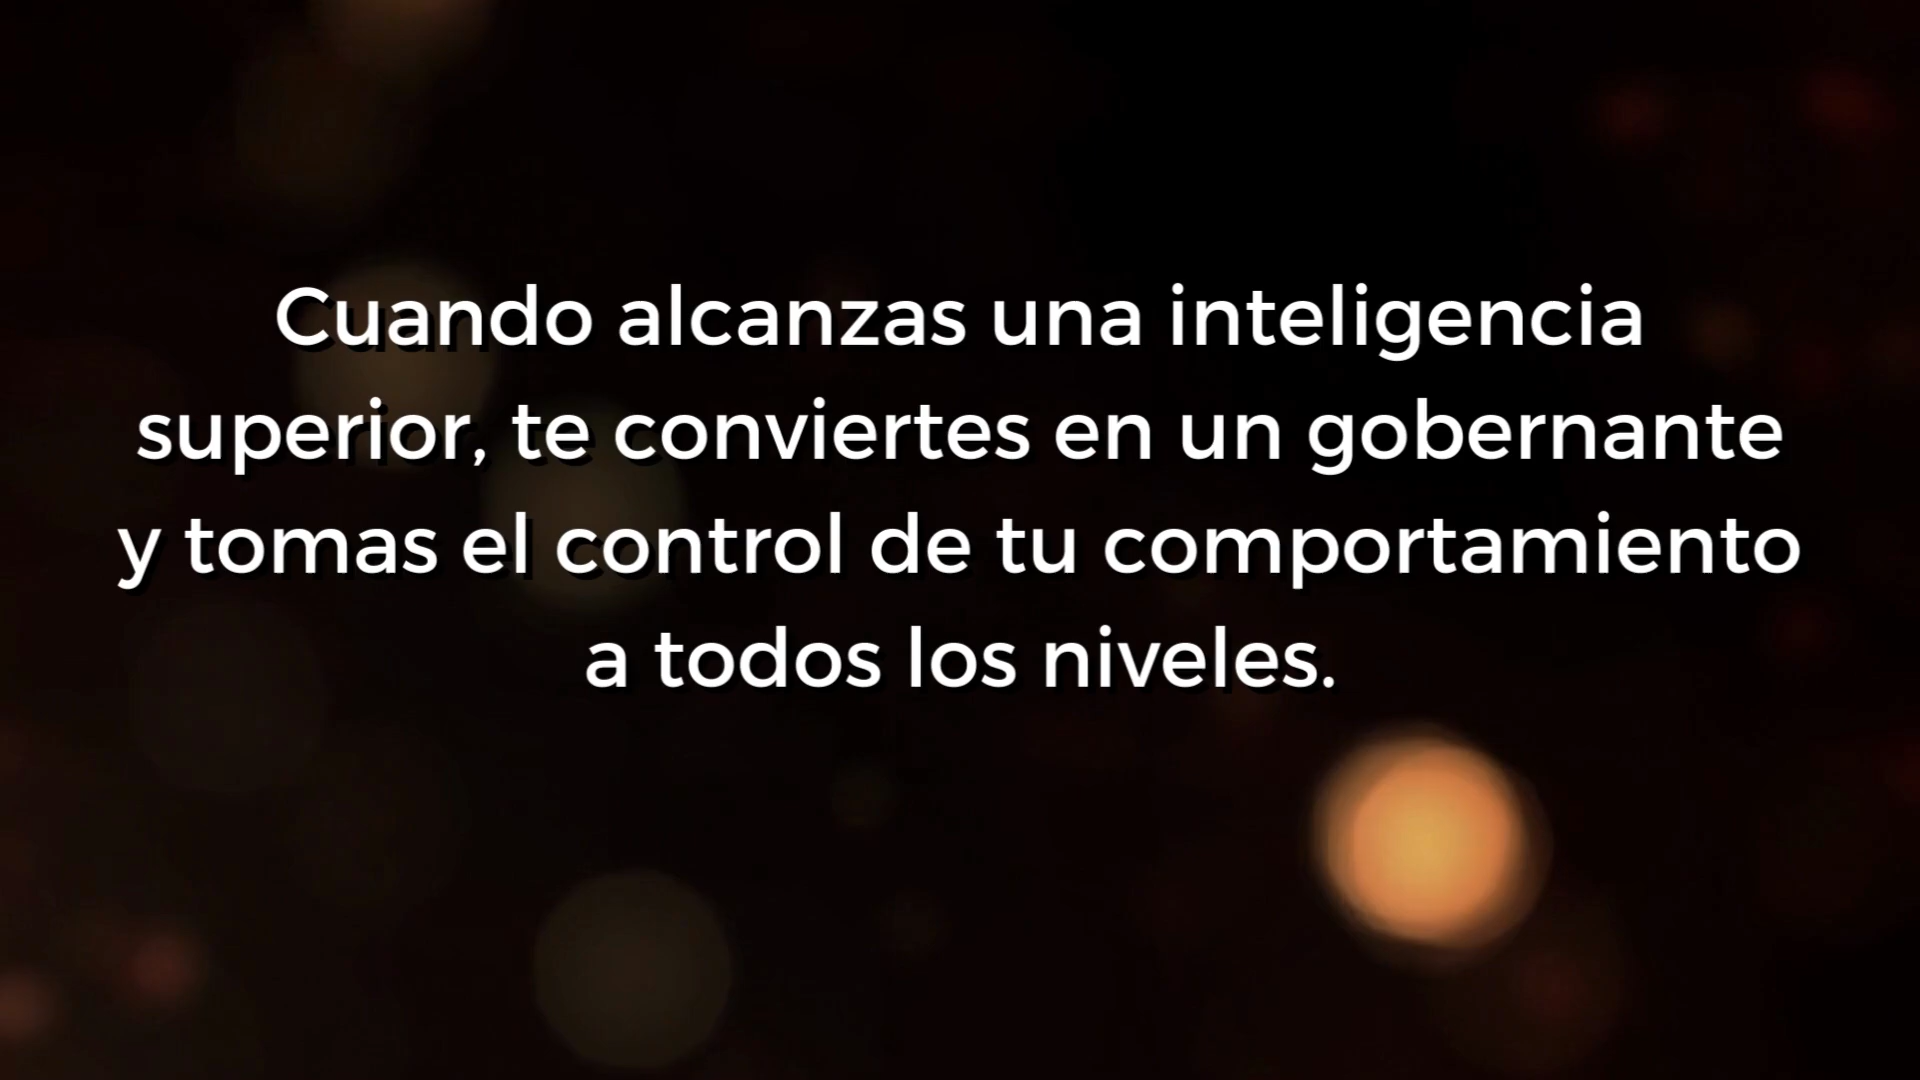 Cuando alcanzas una inteligencia
superior, te conviertes en un gobernante
y tomas el control de tu comportamiento
a todos los niveles.